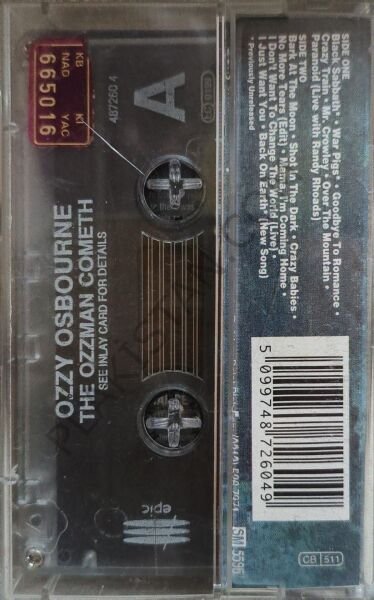 KB KI
NAD YAC
665016
487260 4
A
OZZY OSBOURNE
THE OZZMAN COMETH
SEE INLAY CARD FOR DETAILS
epic
SIDE ONE
Black Sabbath* • War Pigs* • Goodbye To Romance •
Crazy Train • Mr. Crowley • Over The Mountain •
Paranoid (Live with Randy Rhoads)
SIDE TWO
Bark At The Moon • Shot In The Dark • Crazy Babies •
No More Tears (Edit) • Mama, I'm Coming Home •
I Don't Want To Change The World (Live) •
I Just Want You • Back On Earth* (New Song)
* Previously Unreleased
5 099748 726049
CB 511
SM 5596